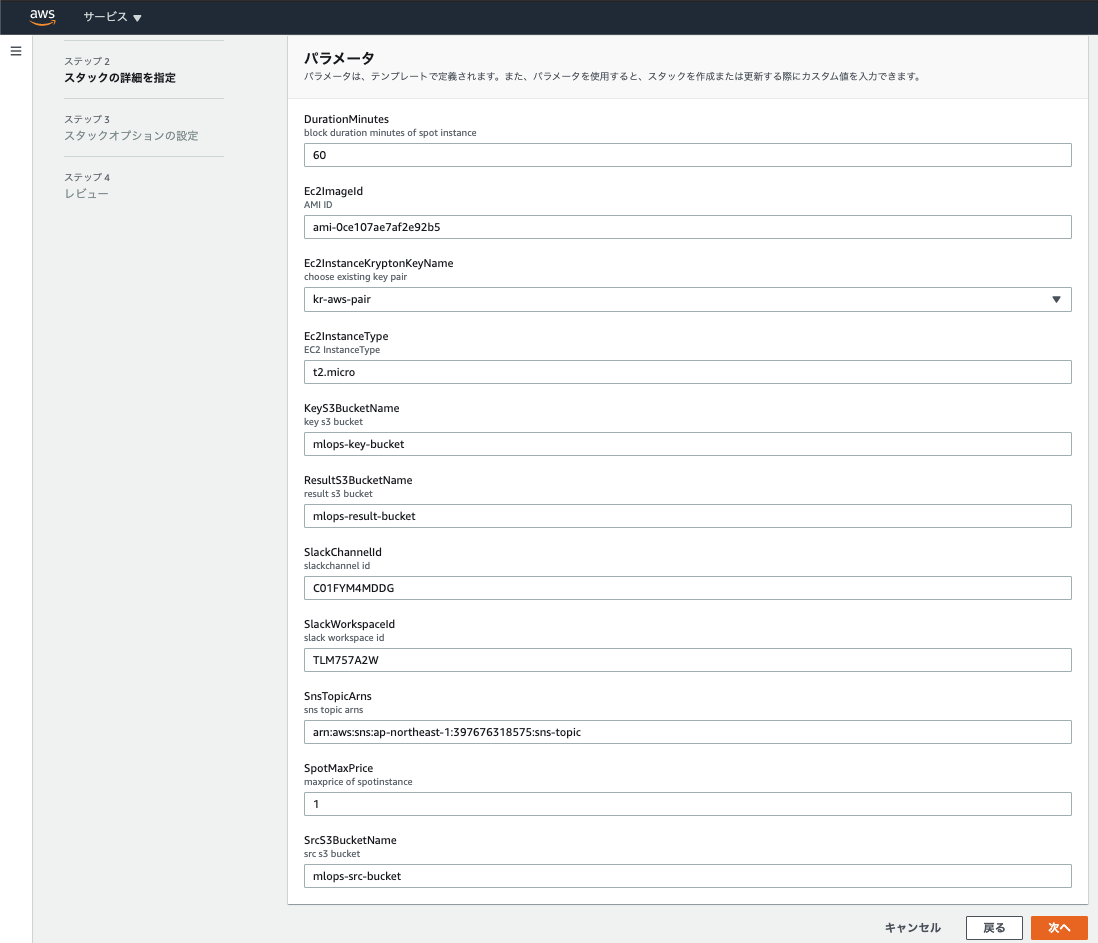 aws
サービス ▼
☰
ステップ 2
スタックの詳細を指定
ステップ 3
スタックオプションの設定
ステップ 4
レビュー
パラメータ
パラメータは、テンプレートで定義されます。また、パラメータを使用すると、スタックを作成または更新する際にカスタム値を入力できます。
DurationMinutes
block duration minutes of spot instance
60
Ec2ImageId
AMI ID
ami-0ce107ae7af2e92b5
Ec2InstanceKryptonKeyName
choose existing key pair
kr-aws-pair ▼
Ec2InstanceType
EC2 InstanceType
t2.micro
KeyS3BucketName
key s3 bucket
mlops-key-bucket
ResultS3BucketName
result s3 bucket
mlops-result-bucket
SlackChannelId
slackchannel id
C01FYM4MDDG
SlackWorkspaceId
slack workspace id
TLM757A2W
SnsTopicArns
sns topic arns
arn:aws:sns:ap-northeast-1:397676318575:sns-topic
SpotMaxPrice
maxprice of spotinstance
1
SrcS3BucketName
src s3 bucket
mlops-src-bucket
キャンセル
戻る
次へ